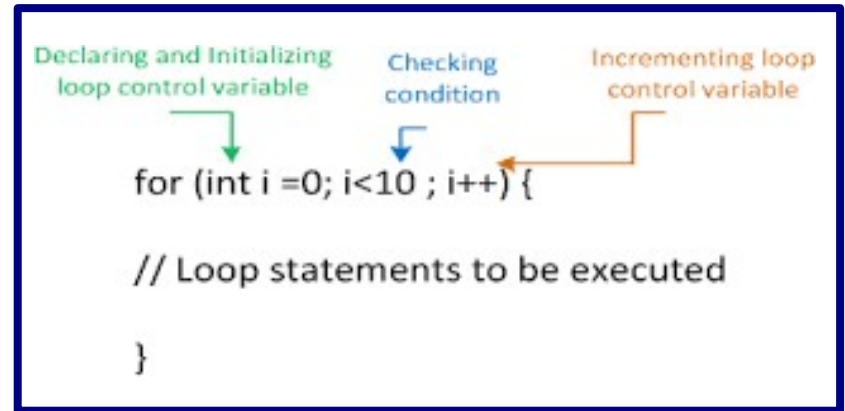 Declaring and Initializing
loop control variable
Checking
condition
Incrementing loop
control variable
for (int i =0; i<10 ; i++) {
// Loop statements to be executed
}